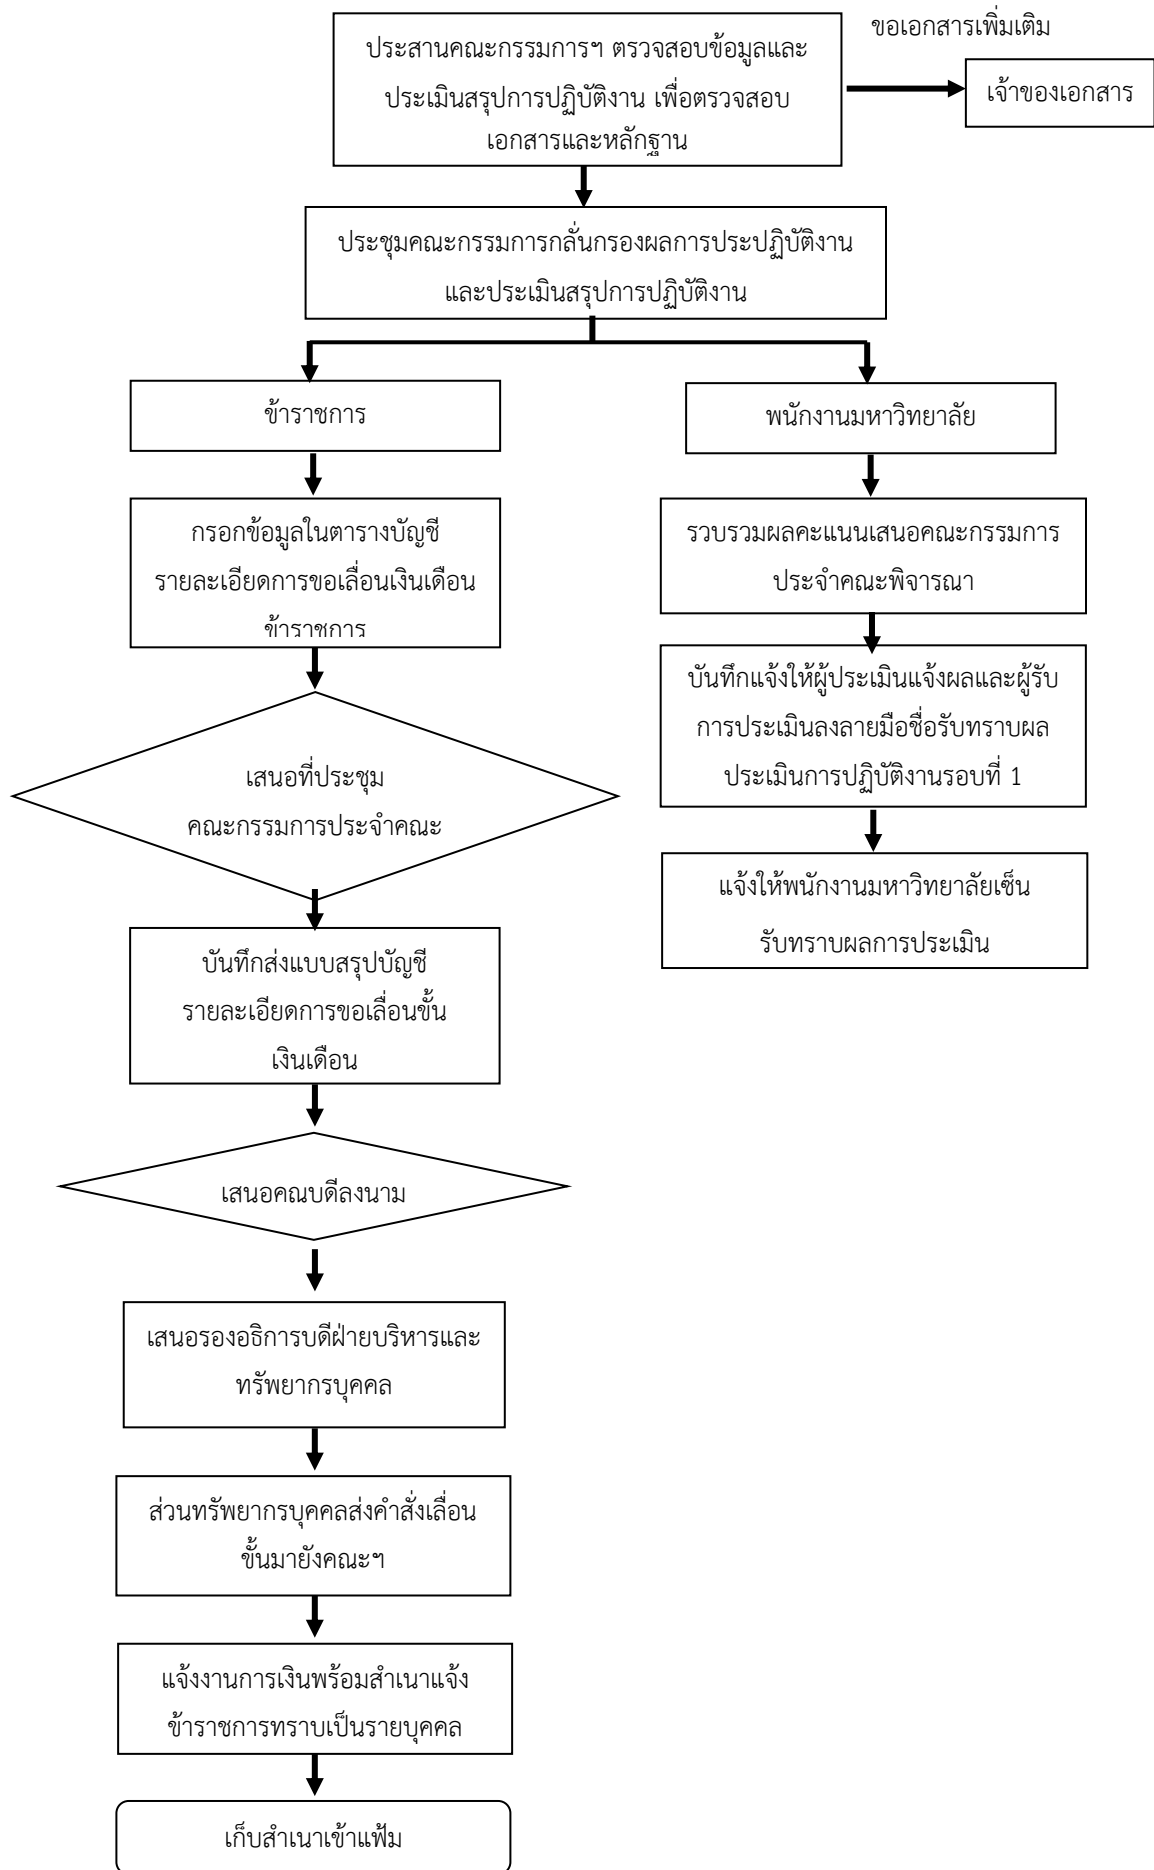 ขอเอกสารเพิ่มเติม
ประสานคณะกรรมการฯ ตรวจสอบข้อมูลและ
ประเมินสรุปการปฏิบัติงาน เพื่อตรวจสอบ
เอกสารและหลักฐาน
เจ้าของเอกสาร
ประชุมคณะกรรมการกลั่นกรองผลการประปฏิบัติงาน
และประเมินสรุปการปฏิบัติงาน
ข้าราชการ
กรอกข้อมูลในตารางบัญชี
รายละเอียดการขอเลื่อนเงินเดือน
ข้าราชการ
เสนอที่ประชุม
คณะกรรมการประจำคณะ
บันทึกส่งแบบสรุปบัญชี
รายละเอียดการขอเลื่อนขั้น
เงินเดือน
เสนอคณบดีลงนาม
เสนอรองอธิการบดีฝ่ายบริหารและ
ทรัพยากรบุคคล
ส่วนทรัพยากรบุคคลส่งคำสั่งเลื่อน
ขั้นมายังคณะฯ
แจ้งงานการเงินพร้อมสำเนาแจ้ง
ข้าราชการทราบเป็นรายบุคคล
เก็บสำเนาเข้าแฟ้ม
พนักงานมหาวิทยาลัย
รวบรวมผลคะแนนเสนอคณะกรรมการ
ประจำคณะพิจารณา
บันทึกแจ้งให้ผู้ประเมินแจ้งผลและผู้รับ
การประเมินลงลายมือชื่อรับทราบผล
ประเมินการปฏิบัติงานรอบที่ 1
แจ้งให้พนักงานมหาวิทยาลัยเซ็น
รับทราบผลการประเมิน